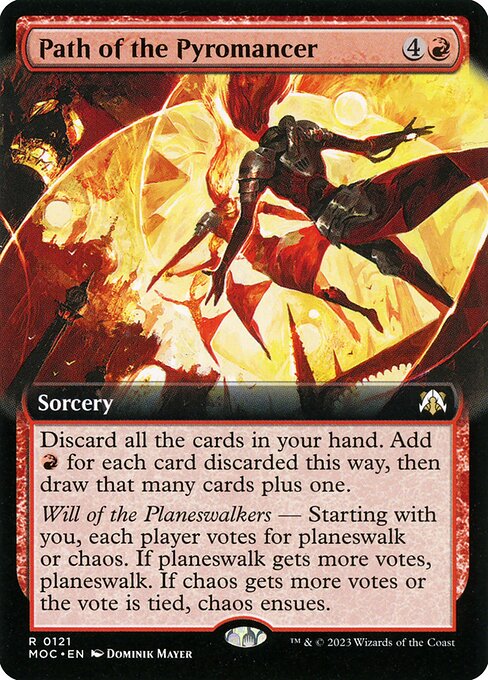 Path of the Pyromancer 4
Sorcery
Discard all the cards in your hand. Add
for each card discarded this way, then
draw that many cards plus one.
Will of the Planeswalkers — Starting with
you, each player votes for planeswalk
or chaos. If planeswalk gets more votes,
planeswalk. If chaos gets more votes or
the vote is tied, chaos ensues.
R 0121
MOC • EN DOMINIK MAYER
™ & © 2023 Wizards of the Coast